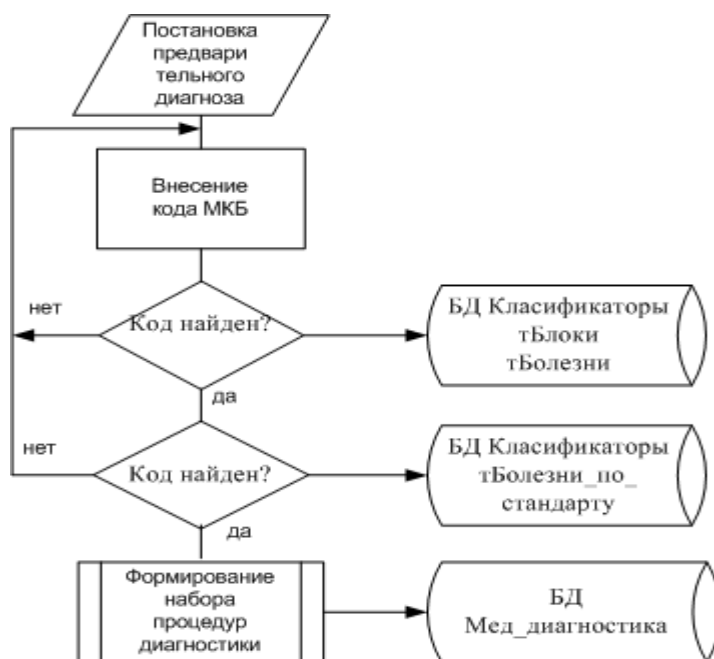 Постановка
предвари
тельного
диагноза
Внесение
кода МКБ
нет
Код найден?
БД Класификаторы
тБлоки
тБолезни
да
нет
Код найден?
БД Класификаторы
тБолезни_по_
стандарту
да
Формирование
набора
процедур
диагностики
БД
Мед_диагностика